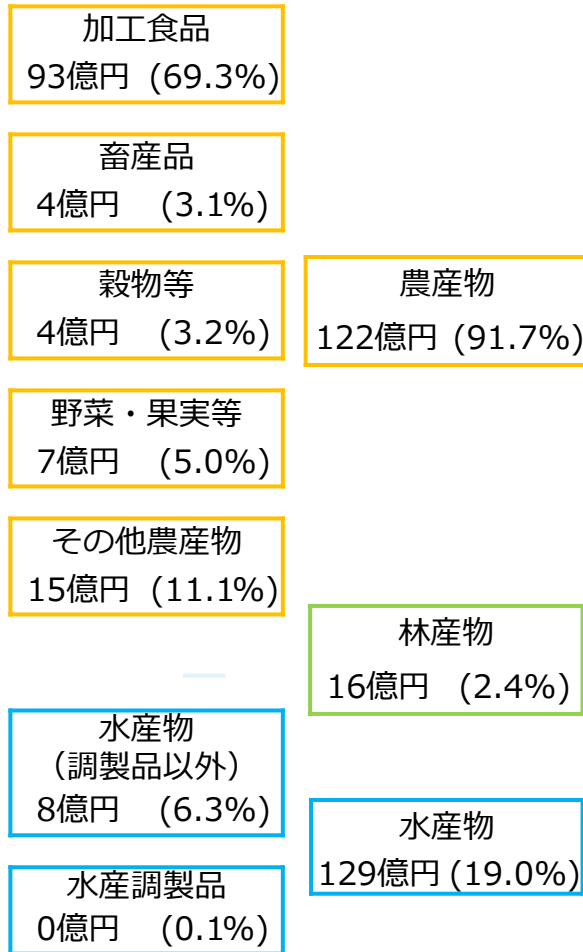 加工食品
93億円 (69.3%)
畜産品
4億円 (3.1%)
穀物等
4億円 (3.2%)
野菜・果実等
7億円 (5.0%)
その他農産物
15億円 (11.1%)
水産物
（調製品以外）
8億円 (6.3%)
水産調製品
0億円 (0.1%)
農産物
122億円 (91.7%)
林産物
16億円 (2.4%)
水産物
129億円 (19.0%)